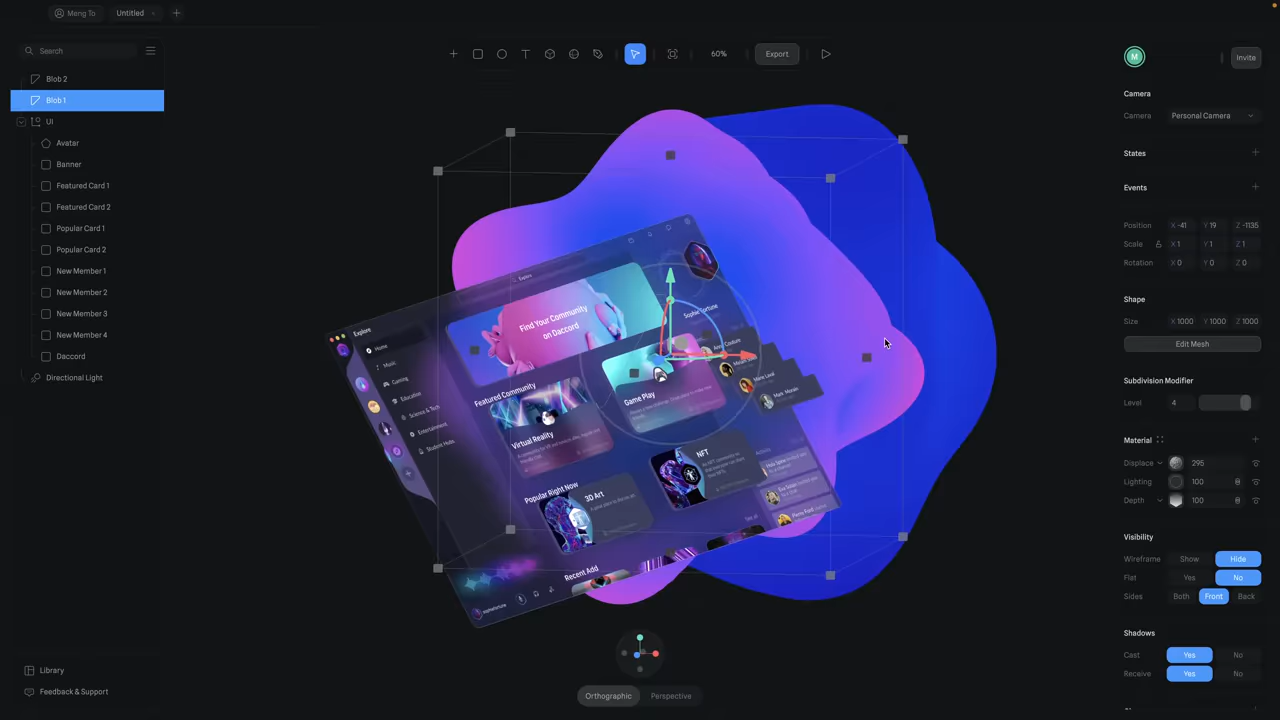 Meng To
Untitled
Search
60%
Export
M
Invite
Blob 2
Blob 1
UI
Avatar
Banner
Featured Card 1
Featured Card 2
Popular Card 1
Popular Card 2
New Member 1
New Member 2
New Member 3
New Member 4
Daccord
Directional Light
Library
Feedback & Support
Explore
Home
Music
Gaming
Education
Science & Tech
Entertainment
Explore
Find Your Community
on Daccord
Featured Community
Virtual Reality
Game Play
Popular Right Now
3D Art
NFT
Recent Add
See all
Orthographic
Perspective
Camera
Camera
Personal Camera
States
Events
Position X -41 Y 19 Z -1135
Scale X 1 Y 1 Z 1
Rotation X 0 Y 0 Z 0
Shape
Size X 1000 Y 1000 Z 1000
Edit Mesh
Subdivision Modifier
Level 4
Material
Displace 295
Lighting 100
Depth 100
Visibility
Wireframe Show Hide
Flat Yes No
Sides Both Front Back
Shadows
Cast Yes No
Receive Yes No